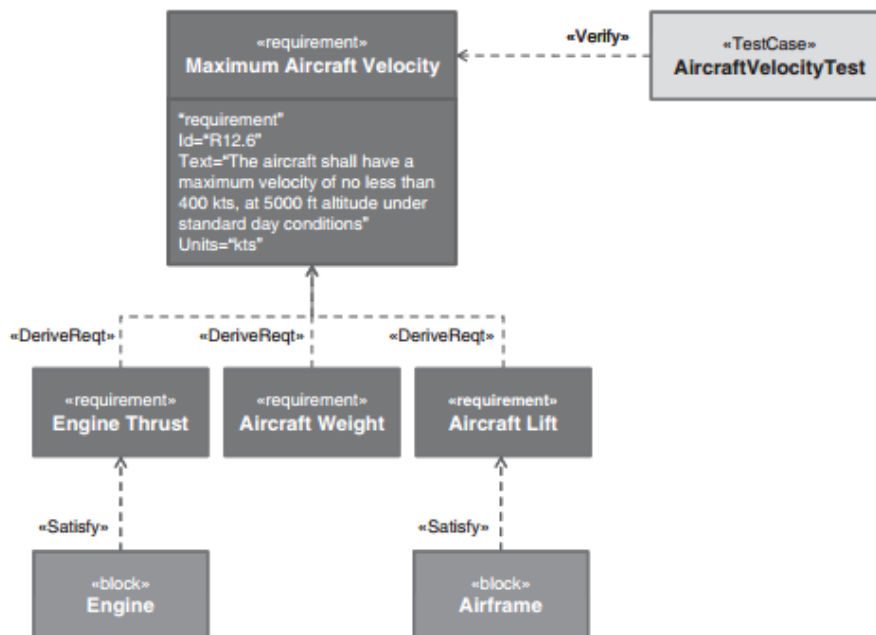 «requirement»
Maximum Aircraft Velocity
«Verify»
«TestCase»
AircraftVelocityTest
“requirement”
Id=“R12.6”
Text=“The aircraft shall have a
maximum velocity of no less than
400 kts, at 5000 ft altitude under
standard day conditions”
Units=“kts”
«DeriveReqt»
«DeriveReqt»
«DeriveReqt»
«requirement»
Engine Thrust
«requirement»
Aircraft Weight
«requirement»
Aircraft Lift
«Satisfy»
«Satisfy»
«block»
Engine
«block»
Airframe